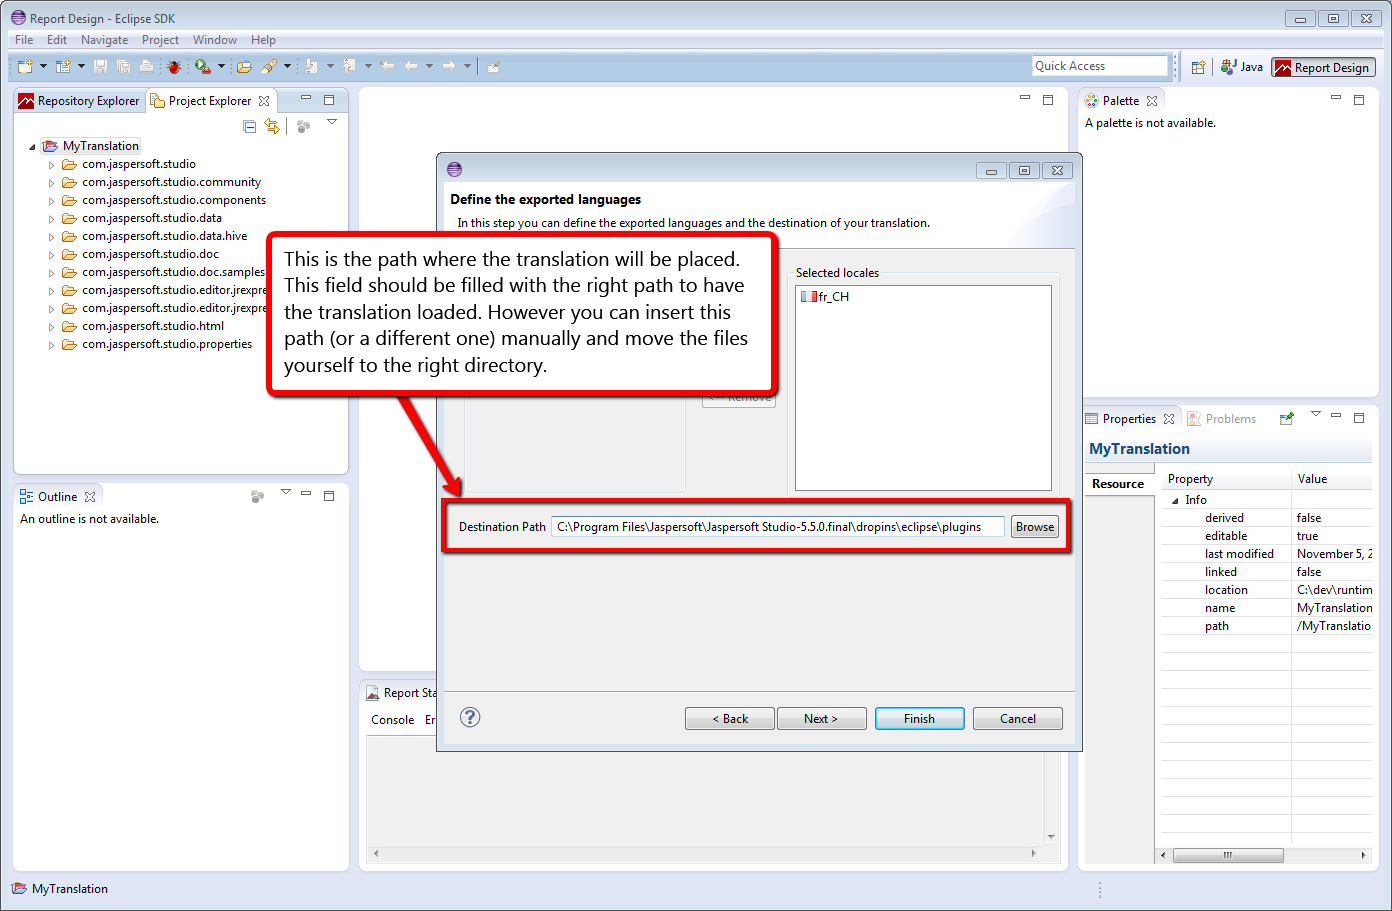 Report Design - Eclipse SDK
File Edit Navigate Project Window Help
Quick Access
Java
Report Design
Repository Explorer
Project Explorer
MyTranslation
com.jaspersoft.studio
com.jaspersoft.studio.community
com.jaspersoft.studio.components
com.jaspersoft.studio.data
com.jaspersoft.studio.data.hive
com.jaspersoft.studio.doc
com.jaspersoft.studio.doc.samples
com.jaspersoft.studio.editor.jrexpre
com.jaspersoft.studio.editor.jrexpre
com.jaspersoft.studio.html
com.jaspersoft.studio.properties
Outline
An outline is not available.
Define the exported languages
In this step you can define the exported languages and the destination of your translation.
This is the path where the translation will be placed.
This field should be filled with the right path to have
the translation loaded. However you can insert this
path (or a different one) manually and move the files
yourself to the right directory.
Selected locales
fr_CH
<-- Remove
Destination Path C:\Program Files\Jaspersoft\Jaspersoft Studio-5.5.0.final\dropins\eclipse\plugins Browse
< Back Next > Finish Cancel
Report Sta
Console Er
Palette
A palette is not available.
Properties Problems
MyTranslation
Resource
Property Value
Info
derived false
editable true
last modified November 5, 2
linked false
location C:\dev\runtim
name MyTranslation
path /MyTranslatio
MyTranslation